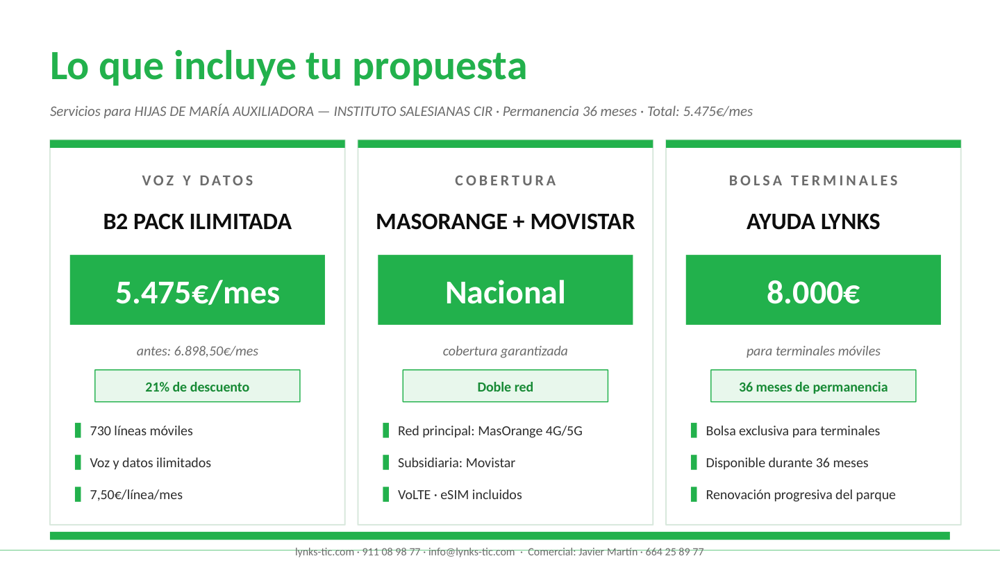 Lo que incluye tu propuesta
Servicios para HIJAS DE MARÍA AUXILIADORA — INSTITUTO SALESIANAS CIR · Permanencia 36 meses · Total: 5.475€/mes
VOZ Y DATOS
B2 PACK ILIMITADA
5.475€/mes
antes: 6.898,50€/mes
21% de descuento
730 líneas móviles
Voz y datos ilimitados
7,50€/línea/mes
COBERTURA
MASORANGE + MOVISTAR
Nacional
cobertura garantizada
Doble red
Red principal: MasOrange 4G/5G
Subsidiaria: Movistar
VoLTE · eSIM incluidos
BOLSA TERMINALES
AYUDA LYNKS
8.000€
para terminales móviles
36 meses de permanencia
Bolsa exclusiva para terminales
Disponible durante 36 meses
Renovación progresiva del parque
lynks-tic.com · 911 08 98 77 · info@lynks-tic.com · Comercial: Javier Martín · 664 25 89 77